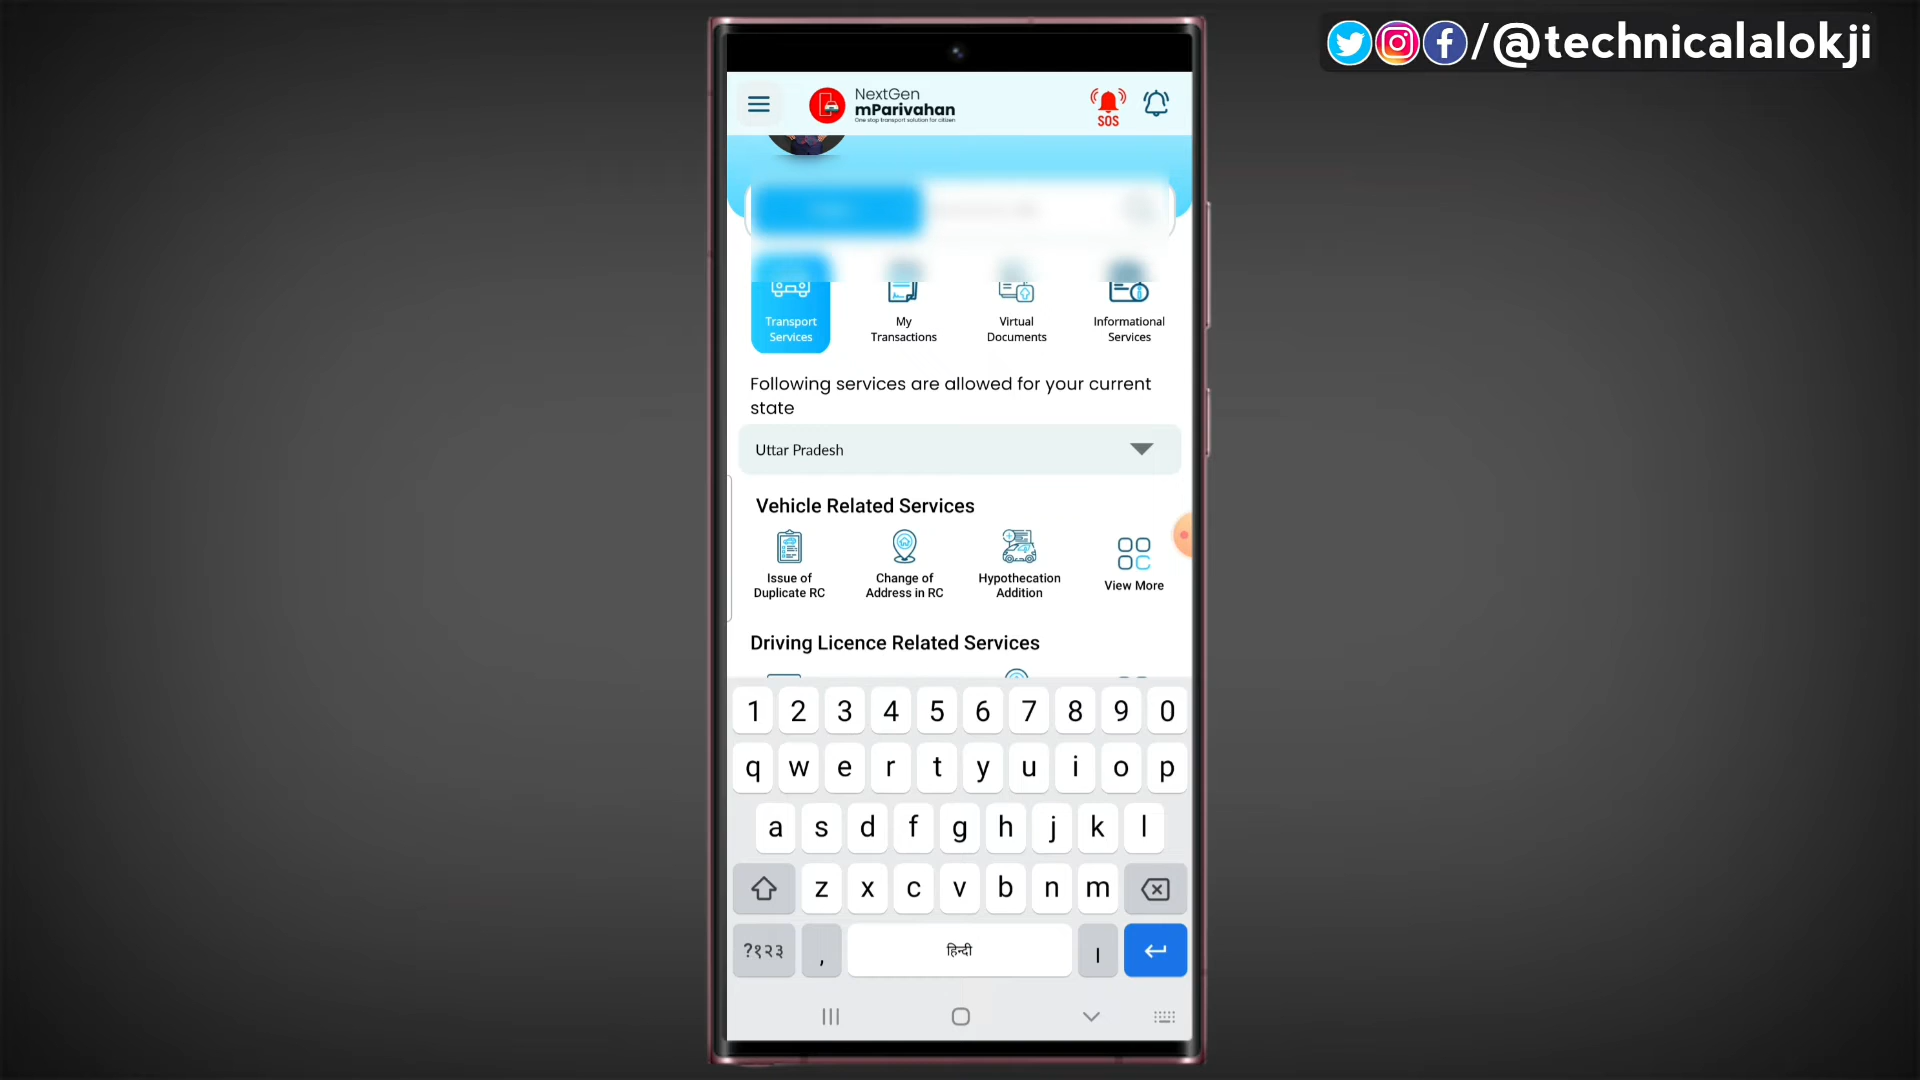 /@technicalalokji
NextGen
mParivahan
One stop transport solution for citizen
SOS
Transport
Services
My
Transactions
Virtual
Documents
Informational
Services
Following services are allowed for your current
state
Uttar Pradesh
Vehicle Related Services
Issue of
Duplicate RC
Change of
Address in RC
Hypothecation
Addition
View More
Driving Licence Related Services
1 2 3 4 5 6 7 8 9 0
q w e r t y u i o p
a s d f g h j k l
z x c v b n m
?१२३ , हिन्दी ।